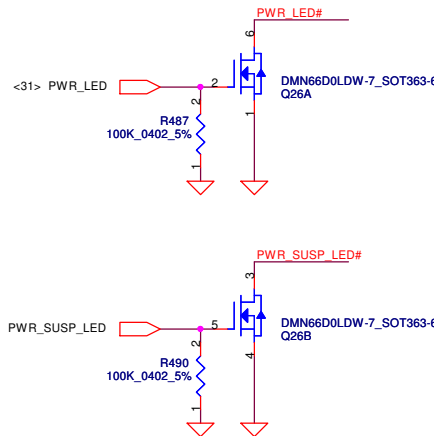 PWR_LED#
6
<31> PWR_LED
2
DMN66D0LDW-7_SOT363-6
Q26A
2
R487
100K_0402_5%
1
1
PWR_SUSP_LED#
3
PWR_SUSP_LED
5
DMN66D0LDW-7_SOT363-6
Q26B
2
R490
100K_0402_5%
4
1